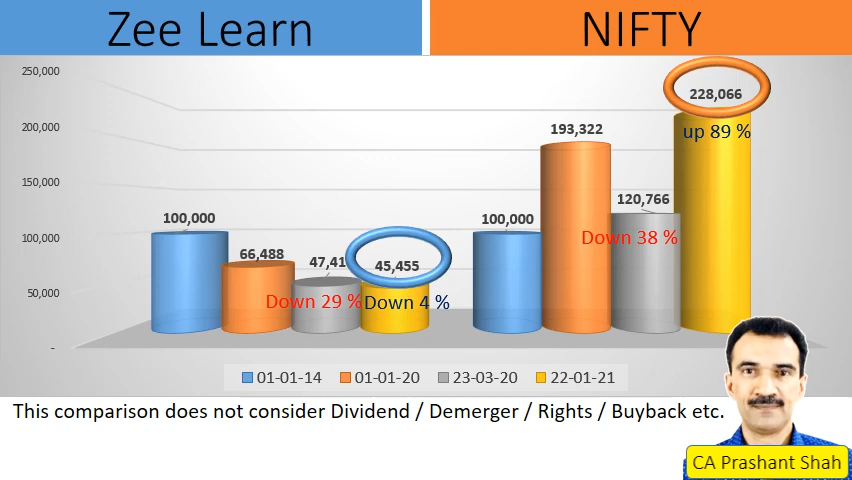 Zee Learn
NIFTY
250,000
200,000
150,000
100,000
50,000
-
100,000
66,488
47,41
45,455
Down 29 %
Down 4 %
100,000
193,322
120,766
228,066
Down 38 %
up 89 %
01-01-14 01-01-20 23-03-20 22-01-21
This comparison does not consider Dividend / Demerger / Rights / Buyback etc.
CA Prashant Shah